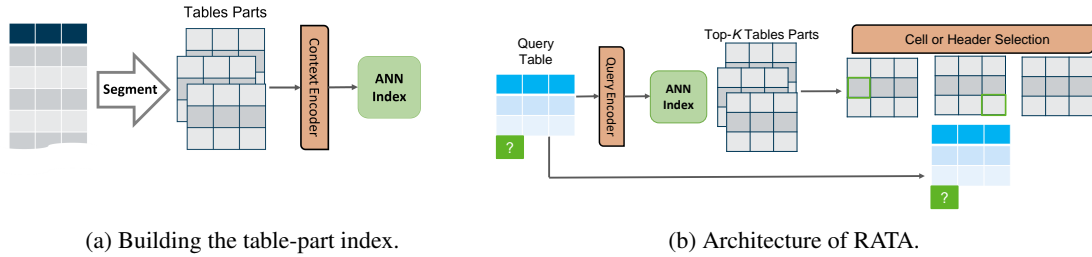 Tables Parts
Segment
Context Encoder
ANN
Index
(a) Building the table-part index.
Query
Table
Query Encoder
ANN
Index
Top-K Tables Parts
Cell or Header Selection
?
?
(b) Architecture of RATA.